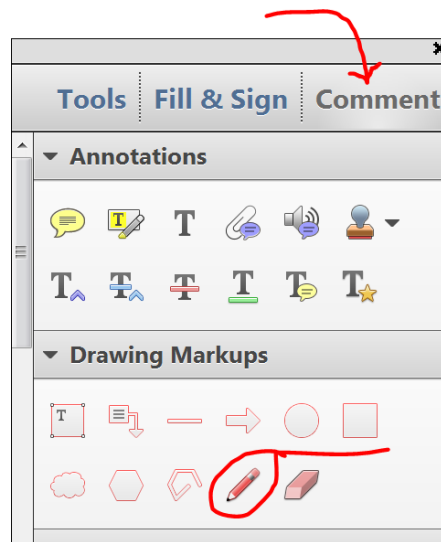 Tools Fill & Sign Comment
Annotations
T T
T T T T T T
Drawing Markups
T